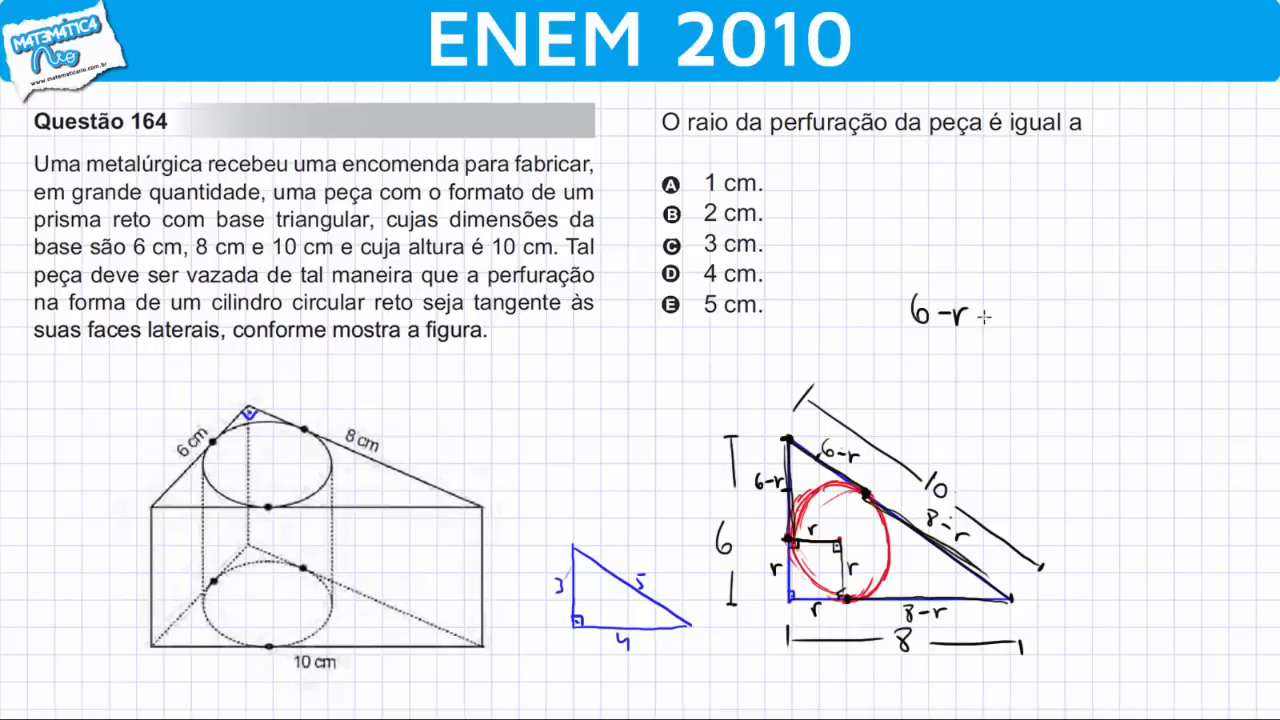 MATEMÁTICA
Rio
www.matematicario.com.br
ENEM 2010
Questão 164
Uma metalúrgica recebeu uma encomenda para fabricar,
em grande quantidade, uma peça com o formato de um
prisma reto com base triangular, cujas dimensões da
base são 6 cm, 8 cm e 10 cm e cuja altura é 10 cm. Tal
peça deve ser vazada de tal maneira que a perfuração
na forma de um cilindro circular reto seja tangente às
suas faces laterais, conforme mostra a figura.
6 cm
8 cm
10 cm
3
5
4
O raio da perfuração da peça é igual a
A 1 cm.
B 2 cm.
C 3 cm.
D 4 cm.
E 5 cm.
6-r
6-r
6-r
10
8-r
r
6
r
r
r
8-r
8